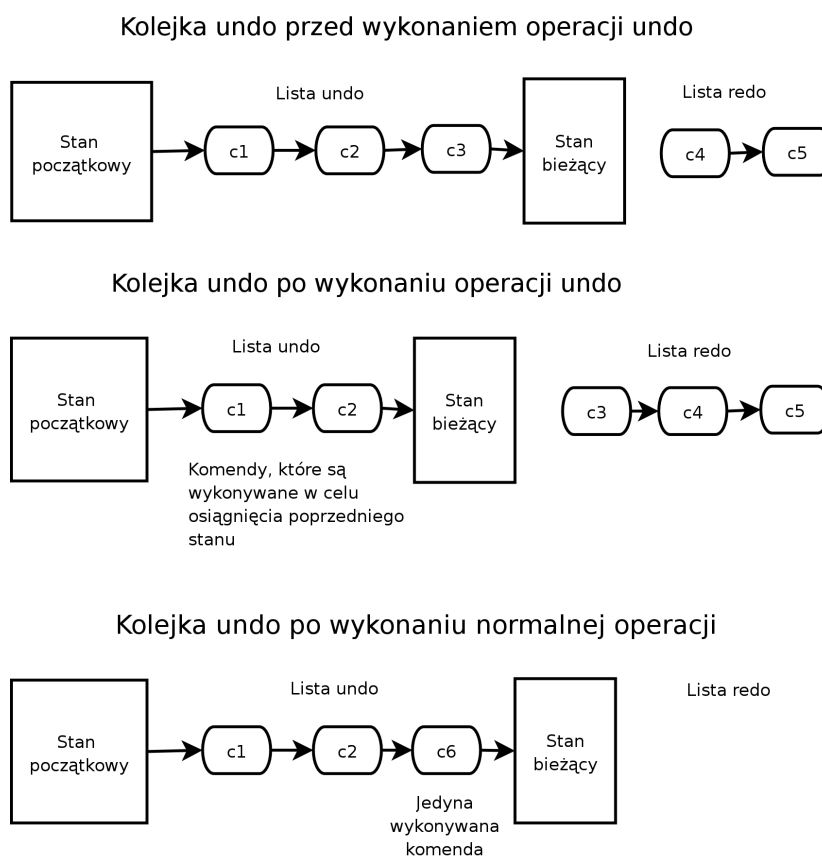 Kolejka undo przed wykonaniem operacji undo
Lista undo
Lista redo
Stan
początkowy
c1
c2
c3
Stan
bieżący
c4
c5
Kolejka undo po wykonaniu operacji undo
Lista undo
Lista redo
Stan
początkowy
c1
c2
Stan
bieżący
c3
c4
c5
Komendy, które są
wykonywane w celu
osiągnięcia poprzedniego
stanu
Kolejka undo po wykonaniu normalnej operacji
Lista undo
Lista redo
Stan
początkowy
c1
c2
c6
Stan
bieżący
Jedyna
wykonywana
komenda